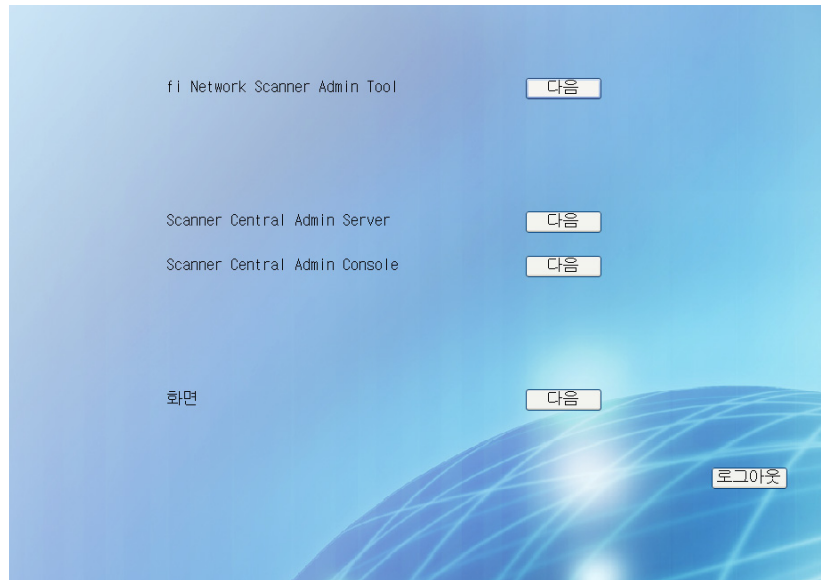 fi Network Scanner Admin Tool 다음
Scanner Central Admin Server 다음
Scanner Central Admin Console 다음
화면 다음
로그아웃